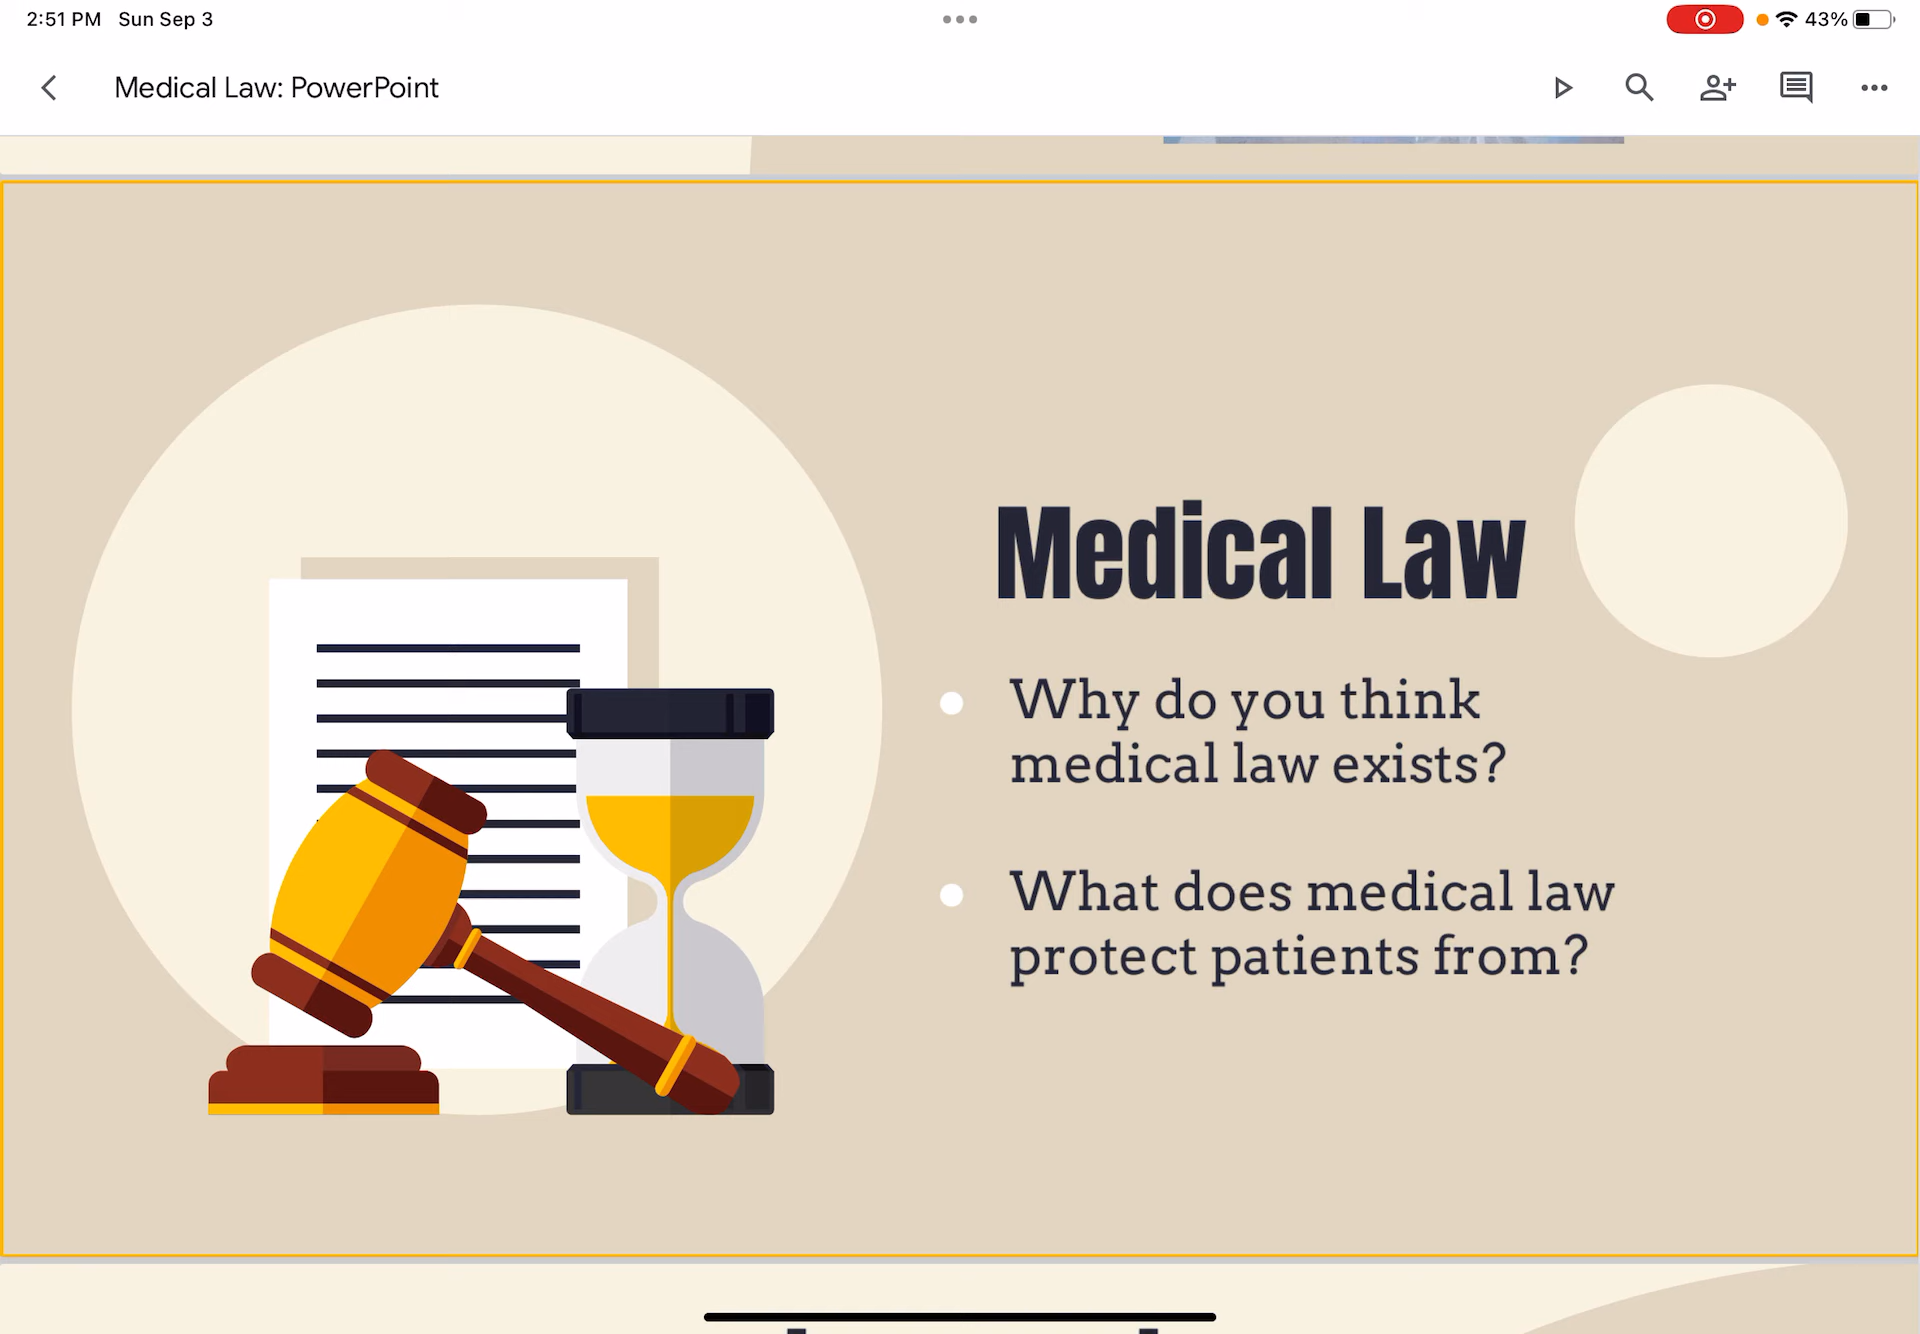 2:51 PM Sun Sep 3
43%
Medical Law: PowerPoint
Medical Law
Why do you think
medical law exists?
What does medical law
protect patients from?